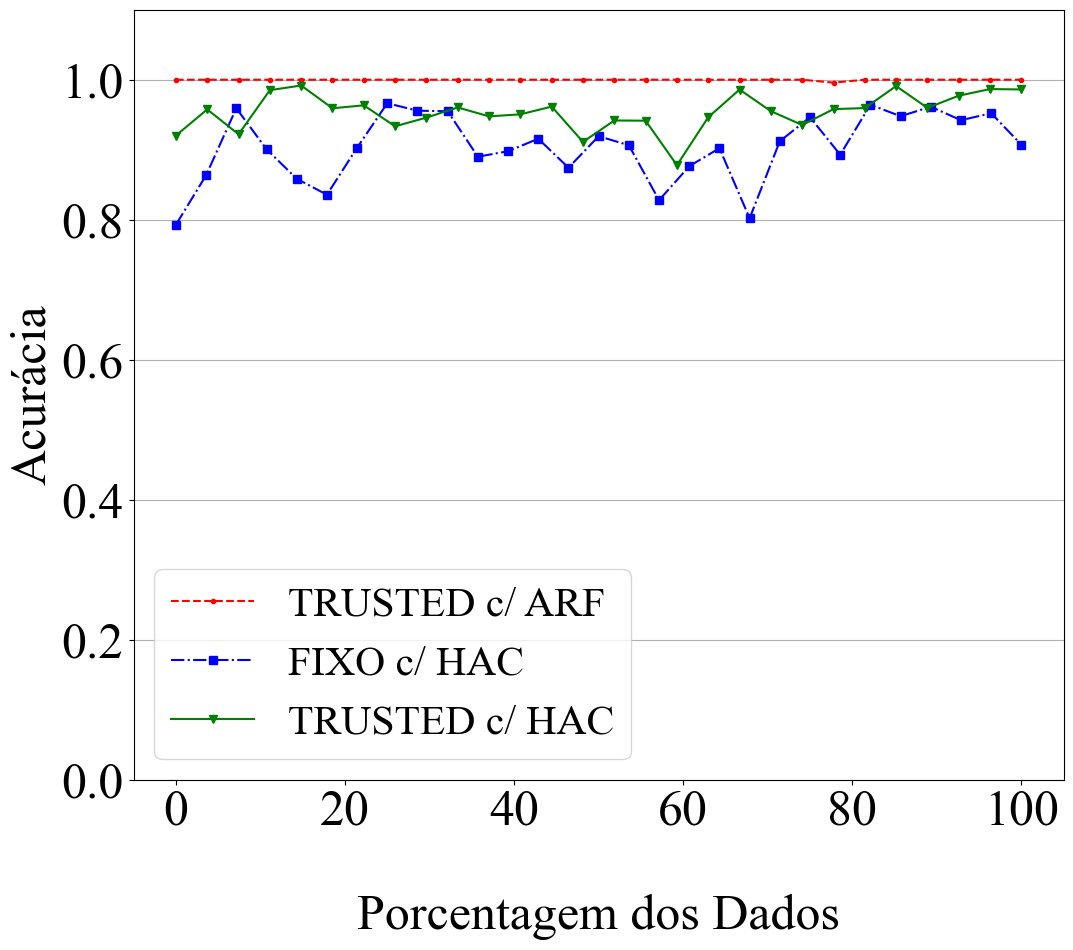 1.0
0.8
0.6
0.4
0.2
0.0
Acurácia
TRUSTED c/ ARF
FIXO c/ HAC
TRUSTED c/ HAC
0 20 40 60 80 100
Porcentagem dos Dados